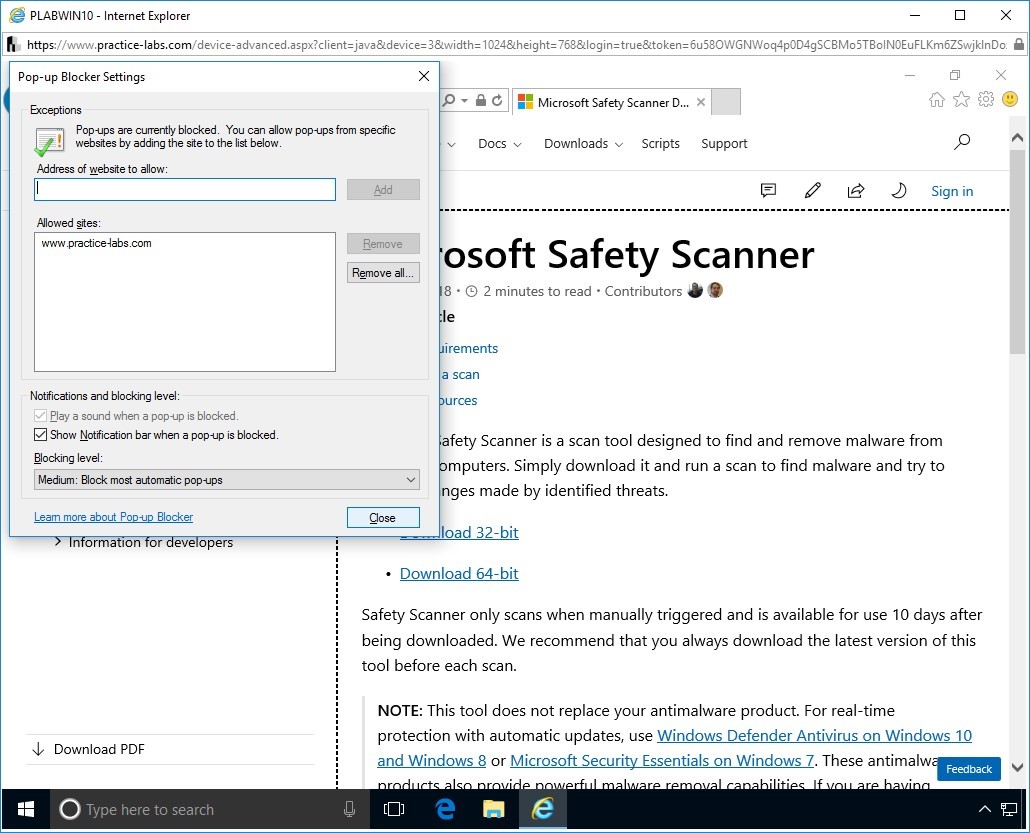 PLABWIN10 - Internet Explorer
https://www.practice-labs.com/device-advanced.aspx?client=java&device=3&width=1024&height=768&login=true&token=6u58OWGNWoq4p0D4gSCBMo5TBolN0EuFLKm6ZSwjkInDo
Pop-up Blocker Settings
Exceptions
Pop-ups are currently blocked. You can allow pop-ups from specific
websites by adding the site to the list below.
Address of website to allow:
Add
Allowed sites:
www.practice-labs.com
Remove
Remove all...
Notifications and blocking level:
Play a sound when a pop-up is blocked.
Show Notification bar when a pop-up is blocked.
Blocking level:
Medium: Block most automatic pop-ups
Learn more about Pop-up Blocker
Close
Microsoft Safety Scanner D...
Docs
Downloads
Scripts
Support
Sign in
rosoft Safety Scanner
18 • 2 minutes to read • Contributors
cle
uirements
a scan
ources
Safety Scanner is a scan tool designed to find and remove malware from
omputers. Simply download it and run a scan to find malware and try to
nges made by identified threats.
Download 32-bit
• Download 64-bit
Safety Scanner only scans when manually triggered and is available for use 10 days after
being downloaded. We recommend that you always download the latest version of this
tool before each scan.
NOTE: This tool does not replace your antimalware product. For real-time
protection with automatic updates, use Windows Defender Antivirus on Windows 10
and Windows 8 or Microsoft Security Essentials on Windows 7. These antimalwa
products also provide powerful malware removal capabilities. If you are having
Information for developers
Download PDF
Feedback
Type here to search